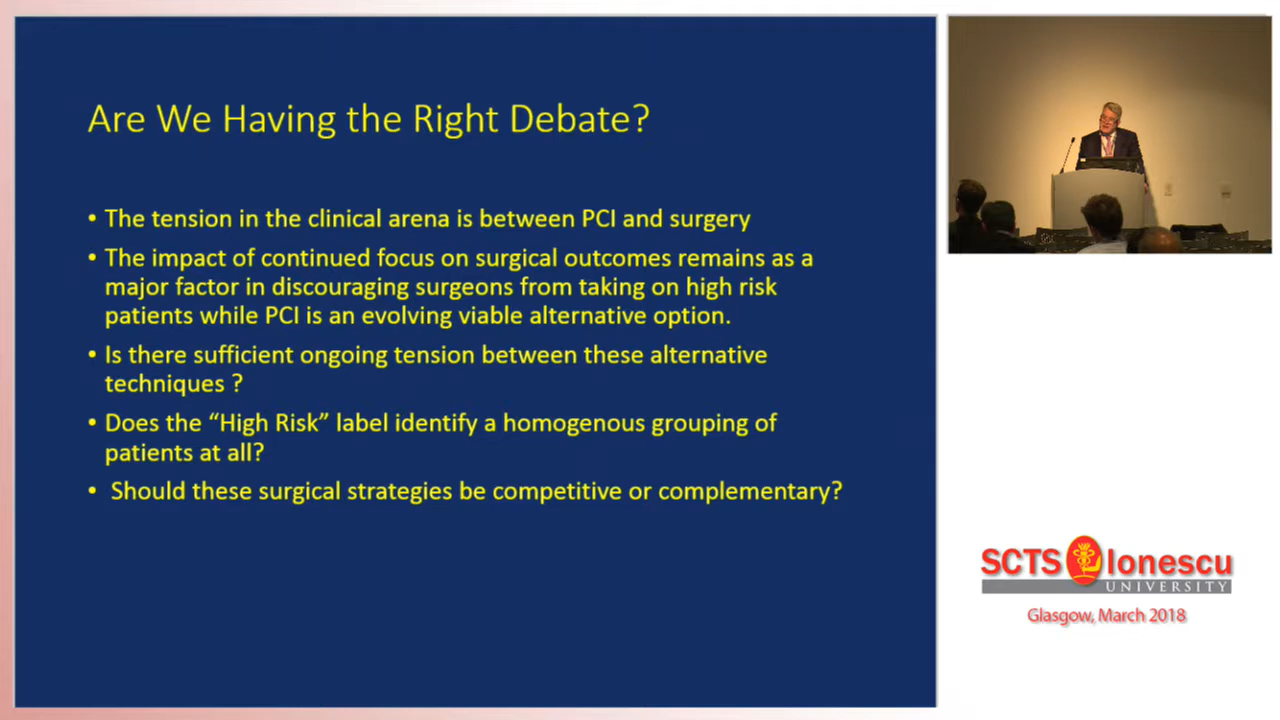 Are We Having the Right Debate?
• The tension in the clinical arena is between PCI and surgery
• The impact of continued focus on surgical outcomes remains as a
major factor in discouraging surgeons from taking on high risk
patients while PCI is an evolving viable alternative option.
• Is there sufficient ongoing tension between these alternative
techniques ?
• Does the “High Risk” label identify a homogenous grouping of
patients at all?
• Should these surgical strategies be competitive or complementary?
SCTS Ionescu
UNIVERSITY
Glasgow, March 2018